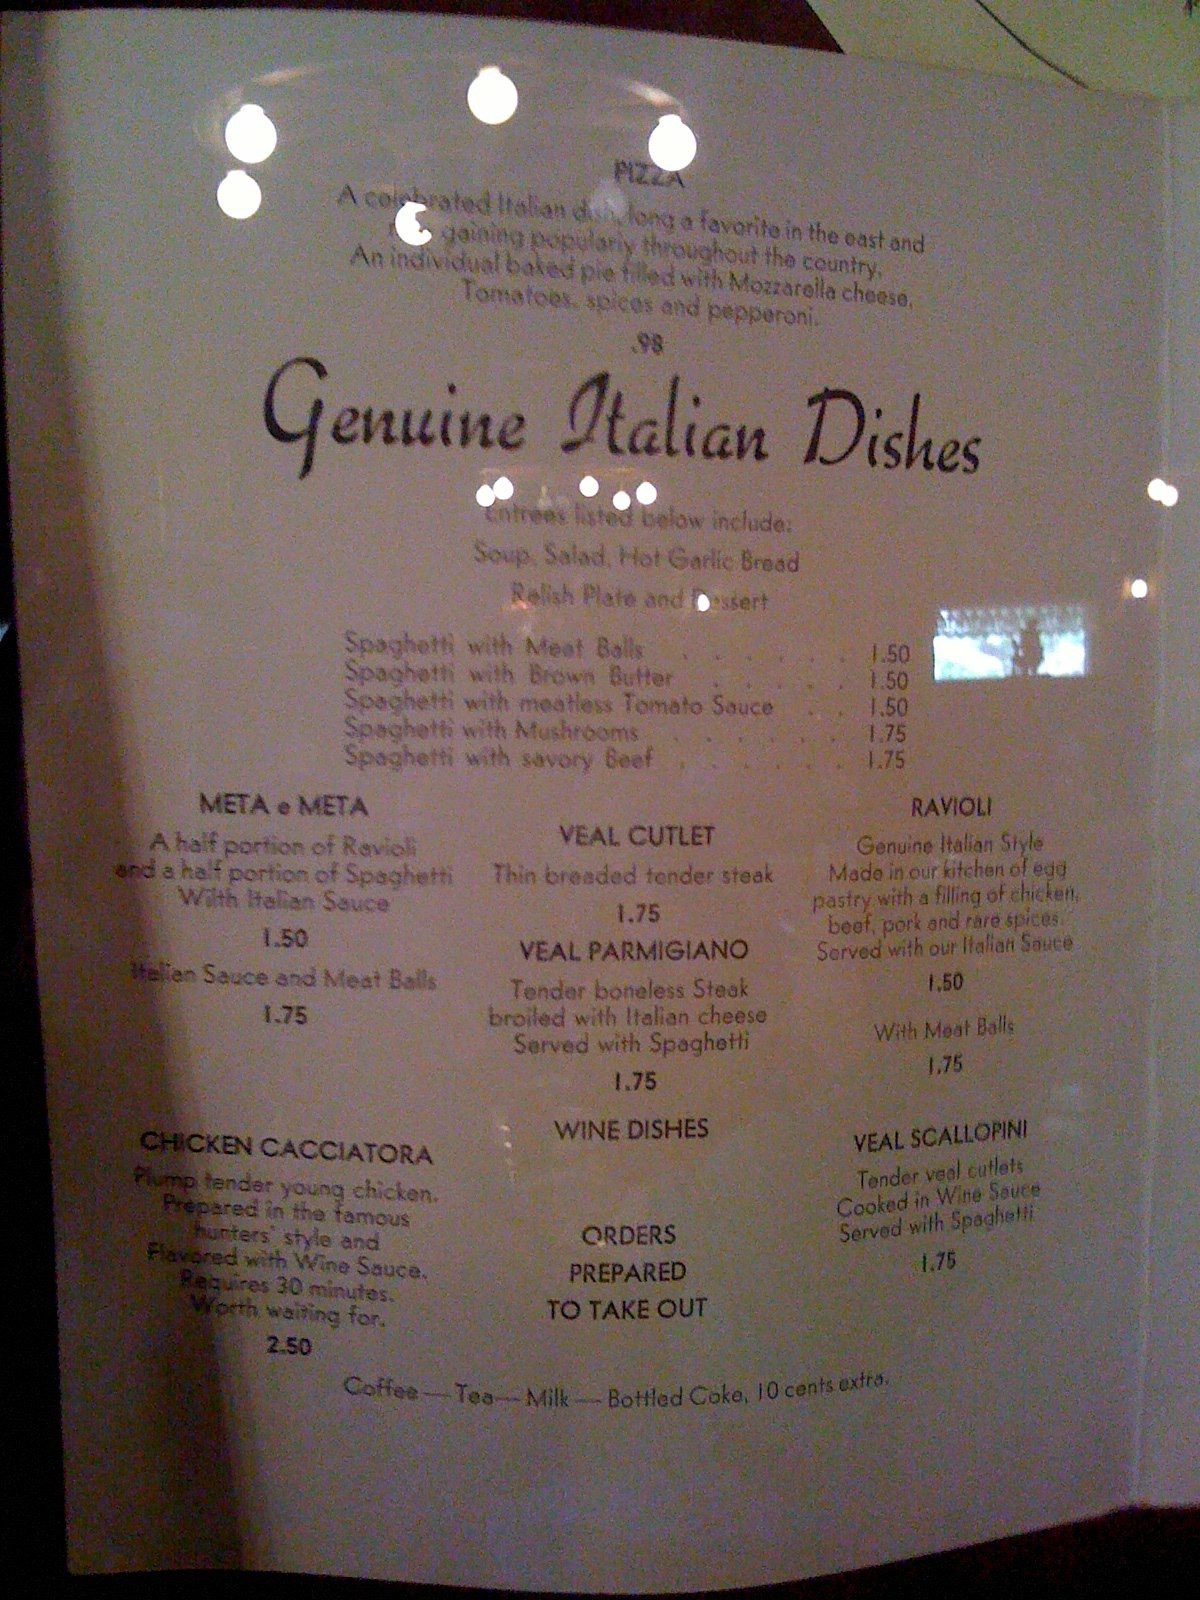 PIZZA
A celebrated Italian dish, long a favorite in the east and
gaining popularly throughout the country,
An individual baked pie filled with Mozzarella cheese,
Tomatoes, spices and pepperoni.
.98
Genuine Italian Dishes
Entrees listed below include:
Soup, Salad, Hot Garlic Bread
Relish Plate and Dessert
Spaghetti with Meat Balls . . . . . . 1.50
Spaghetti with Brown Butter . . . . . 1.50
Spaghetti with meatless Tomato Sauce . . 1.50
Spaghetti with Mushrooms . . . . . . 1.75
Spaghetti with savory Beef . . . . . . 1.75
META e META
A half portion of Ravioli
and a half portion of Spaghetti
With Italian Sauce
1.50
Italian Sauce and Meat Balls
1.75
VEAL CUTLET
Thin breaded tender steak
1.75
VEAL PARMIGIANO
Tender boneless Steak
broiled with Italian cheese
Served with Spaghetti
1.75
RAVIOLI
Genuine Italian Style
Made in our kitchen of egg
pastry with a filling of chicken,
beef, pork and rare spices.
Served with our Italian Sauce
1.50
With Meat Balls
1.75
CHICKEN CACCIATORA
Plump tender young chicken.
Prepared in the famous
hunters' style and
Flavored with Wine Sauce.
Requires 30 minutes.
Worth waiting for.
2.50
WINE DISHES
ORDERS
PREPARED
TO TAKE OUT
VEAL SCALLOPINI
Tender veal cutlets
Cooked in Wine Sauce
Served with Spaghetti
1.75
Coffee — Tea — Milk — Bottled Coke, 10 cents extra.